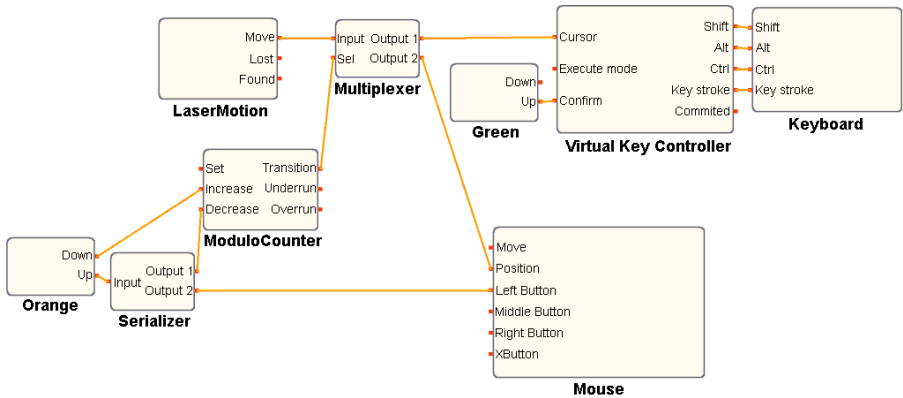 Move
Lost
Found
LaserMotion
Input Output 1
Sel Output 2
Multiplexer
Down
Up
Green
Cursor
Execute mode
Confirm
Shift
Alt
Ctrl
Key stroke
Commited
Virtual Key Controller
Shift
Alt
Ctrl
Key stroke
Keyboard
Set Transition
Increase Underrun
Decrease Overrun
ModuloCounter
Down
Up
Orange
Input
Output 1
Output 2
Serializer
Move
Position
Left Button
Middle Button
Right Button
XButton
Mouse